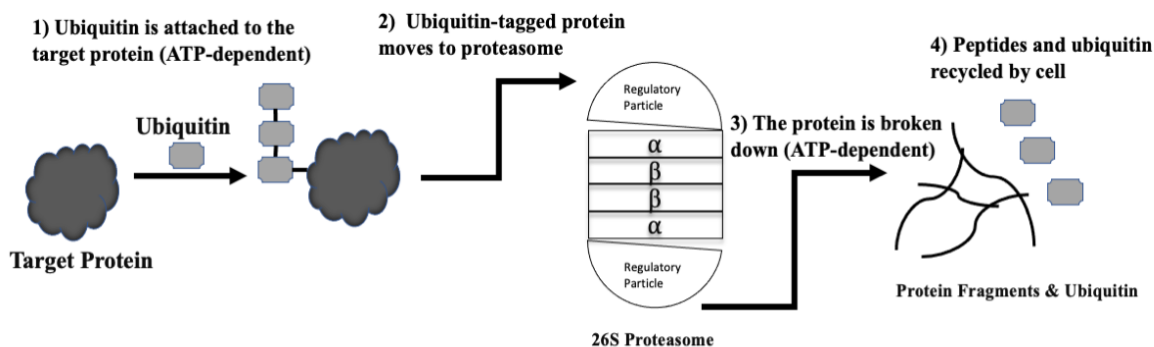 1) Ubiquitin is attached to the
target protein (ATP-dependent)
Ubiquitin
Target Protein
2)  Ubiquitin-tagged protein
moves to proteasome
Regulatory
Particle
α
β
β
α
Regulatory
Particle
26S Proteasome
3) The protein is broken
down (ATP-dependent)
4) Peptides and ubiquitin
recycled by cell
Protein Fragments & Ubiquitin